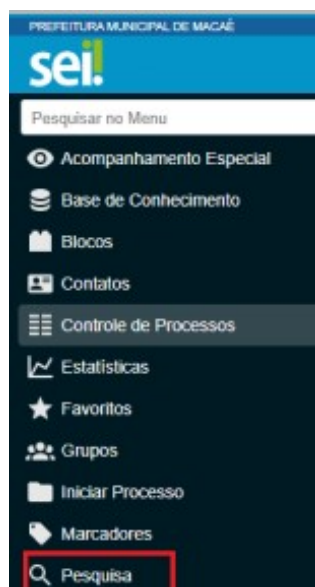 PREFEITURA MUNICIPAL DE MACAÉ
sei!
Pesquisar no Menu
Acompanhamento Especial
Base de Conhecimento
Blocos
Contatos
Controle de Processos
Estatísticas
Favoritos
Grupos
Iniciar Processo
Marcadores
Pesquisa